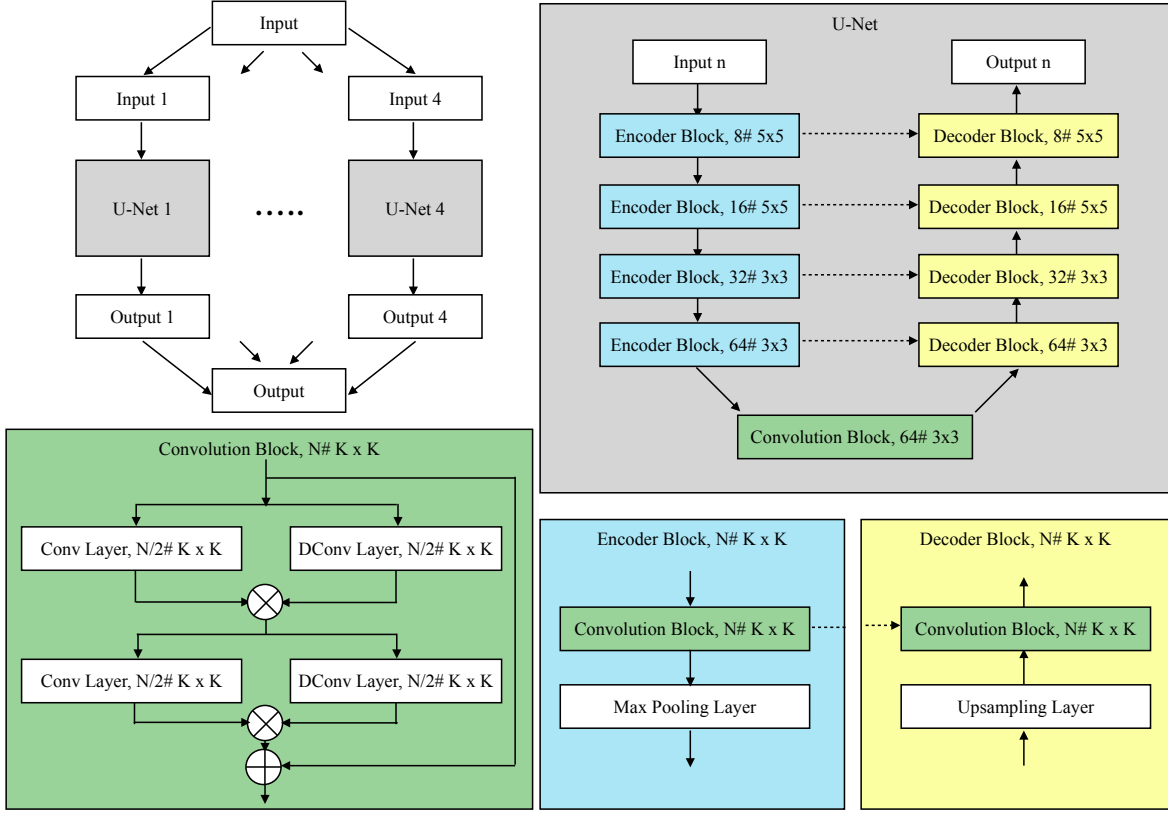 Input
Input 1
Input 4
U-Net 1
.....
U-Net 4
Output 1
Output 4
Output
U-Net
Input n
Output n
Encoder Block, 8# 5x5
Decoder Block, 8# 5x5
Encoder Block, 16# 5x5
Decoder Block, 16# 5x5
Encoder Block, 32# 3x3
Decoder Block, 32# 3x3
Encoder Block, 64# 3x3
Decoder Block, 64# 3x3
Convolution Block, 64# 3x3
Convolution Block, N# K x K
Conv Layer, N/2# K x K
DConv Layer, N/2# K x K
Conv Layer, N/2# K x K
DConv Layer, N/2# K x K
Encoder Block, N# K x K
Convolution Block, N# K x K
Max Pooling Layer
Decoder Block, N# K x K
Convolution Block, N# K x K
Upsampling Layer